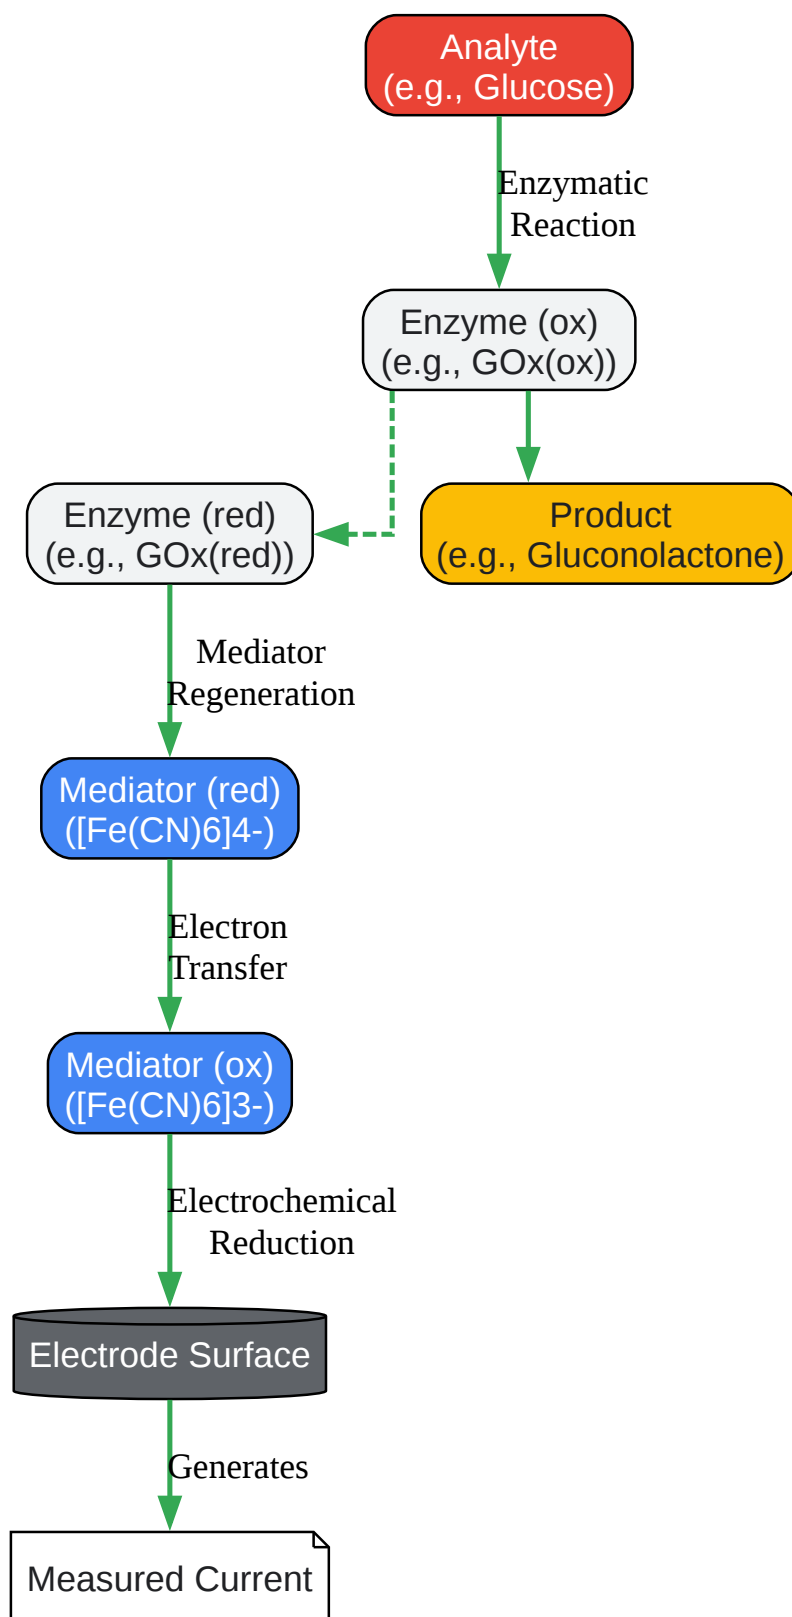 Analyte
(e.g., Glucose)
Enzymatic
Reaction
Enzyme (ox)
(e.g., GOx(ox))
Enzyme (red)
(e.g., GOx(red))
Product
(e.g., Gluconolactone)
Mediator
Regeneration
Mediator (red)
([Fe(CN)6]4-)
Electron
Transfer
Mediator (ox)
([Fe(CN)6]3-)
Electrochemical
Reduction
Electrode Surface
Generates
Measured Current